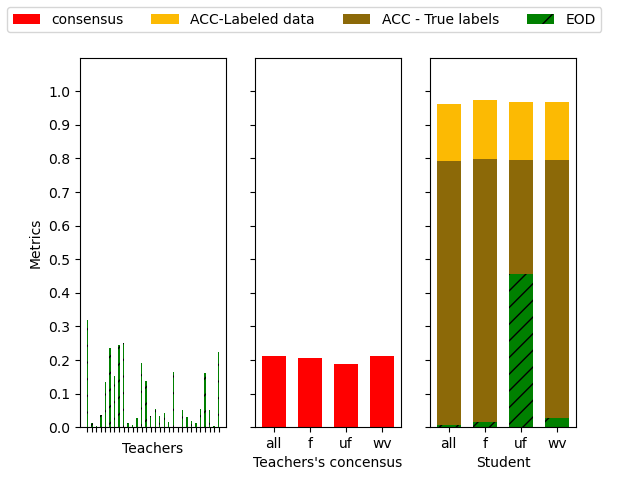 consensus ACC-Labeled data ACC - True labels EOD
Metrics
1.0
0.9
0.8
0.7
0.6
0.5
0.4
0.3
0.2
0.1
0.0
all f uf wv all f uf wv
Teachers Teachers's concensus Student